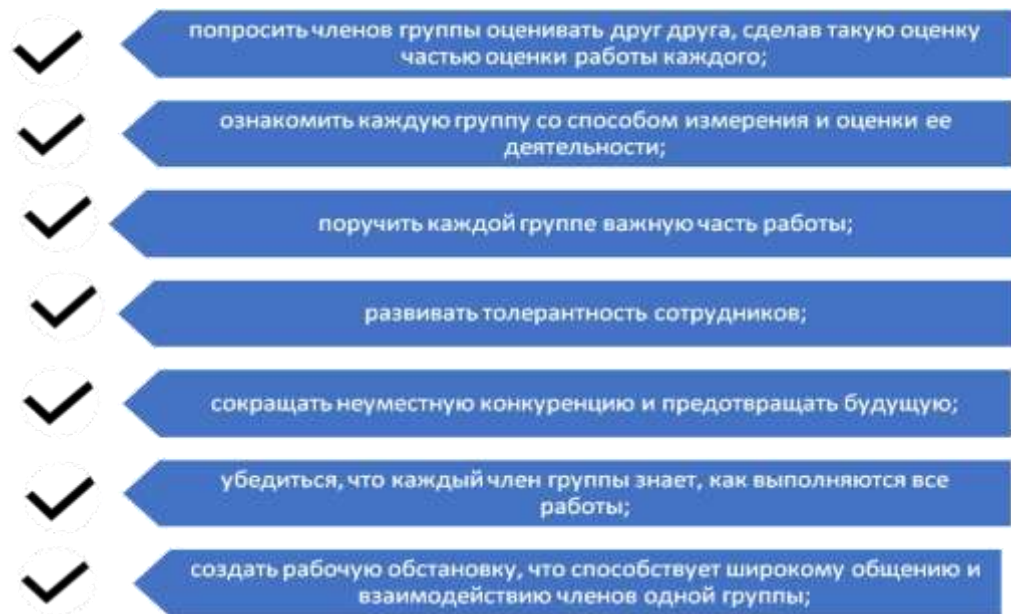 попросить членов группы оценивать друг друга, сделав такую оценку
частью оценки работы каждого;
ознакомить каждую группу со способом измерения и оценки ее
деятельности;
поручить каждой группе важную часть работы;
развивать толерантность сотрудников;
сокращать неуместную конкуренцию и предотвращать будущую;
убедиться, что каждый член группы знает, как выполняются все
работы;
создать рабочую обстановку, что способствует широкому общению и
взаимодействию членов одной группы;